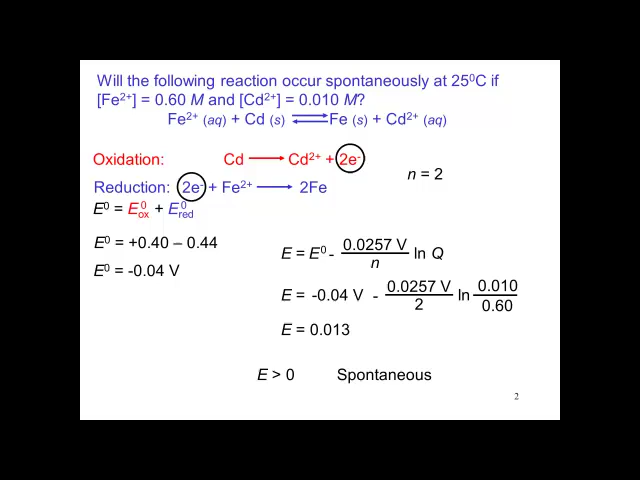 Will the following reaction occur spontaneously at 25⁰C if
[Fe²⁺] = 0.60 M and [Cd²⁺] = 0.010 M?
Fe²⁺ (aq) + Cd (s) ⇌ Fe (s) + Cd²⁺ (aq)
Oxidation: Cd → Cd²⁺ + 2e⁻
n = 2
Reduction: 2e⁻ + Fe²⁺ → 2Fe
E⁰ = E⁰ox + E⁰red
E⁰ = +0.40 – 0.44
E⁰ = -0.04 V
E = E⁰ - 0.0257 V / n ln Q
E = -0.04 V - 0.0257 V / 2 ln 0.010 / 0.60
E = 0.013
E > 0 Spontaneous
2